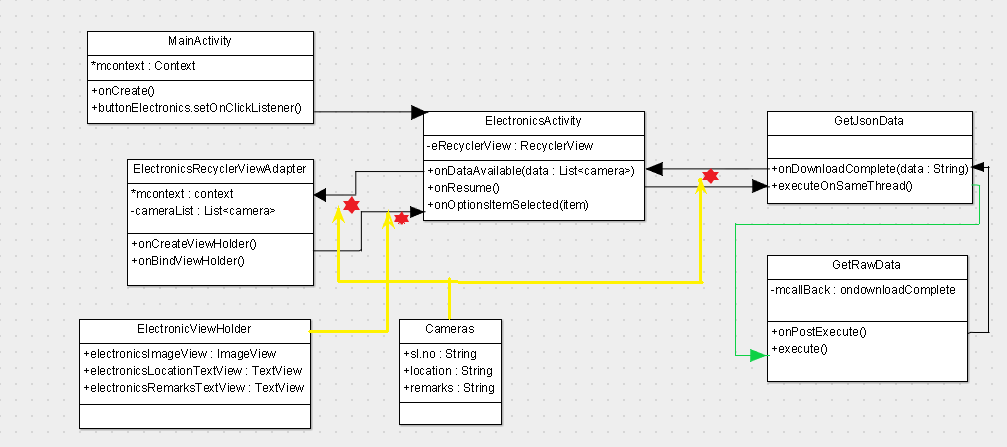 MainActivity
*mcontext : Context
+onCreate()
+buttonElectronics.setOnClickListener()
ElectronicsActivity
-eRecyclerView : RecyclerView
+onDataAvailable(data : List<camera>)
+onResume()
+onOptionsItemSelected(item)
GetJsonData
+onDownloadComplete(data : String)
+executeOnSameThread()
ElectronicsRecyclerViewAdapter
*mcontext : context
-cameraList : List<camera>
+onCreateViewHolder()
+onBindViewHolder()
GetRawData
-mcallBack : ondownloadComplete
+onPostExecute()
+execute()
ElectronicViewHolder
+electronicsImageView : ImageView
+electronicsLocationTextView : TextView
+electronicsRemarksTextView : TextView
Cameras
+sl.no : String
+location : String
+remarks : String